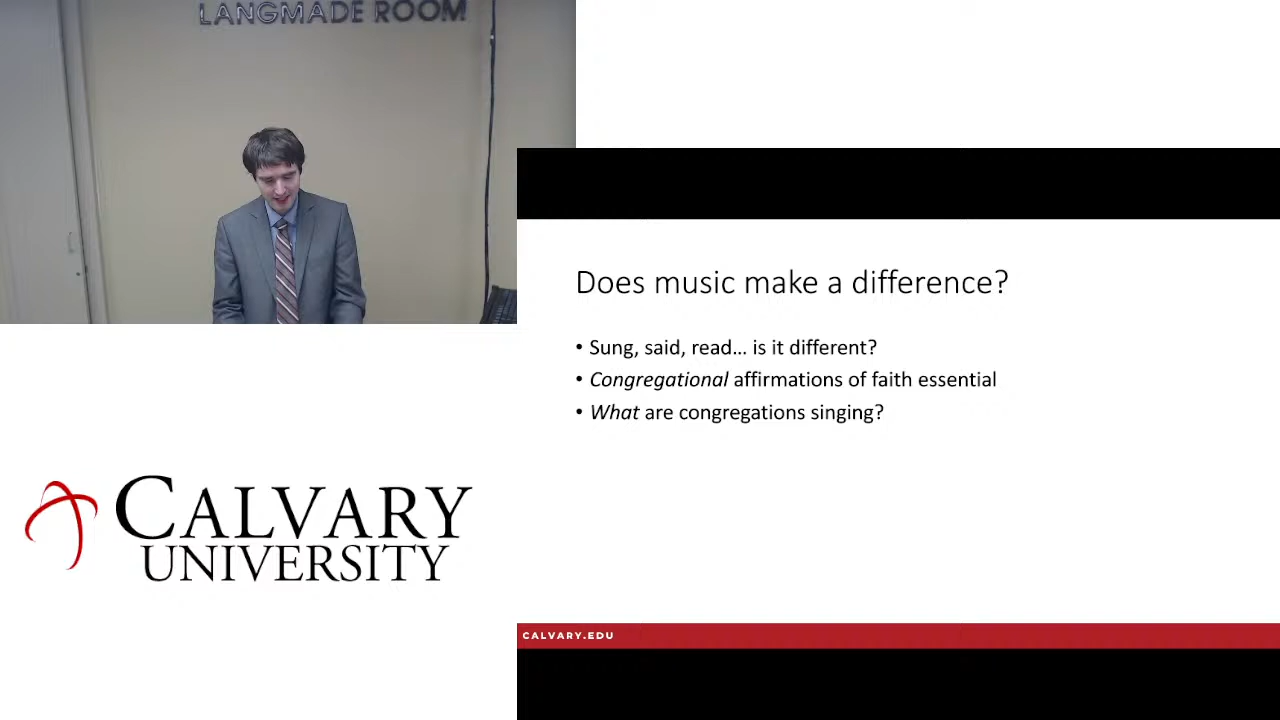 LANGMADE ROOM
Does music make a difference?
• Sung, said, read... is it different?
• Congregational affirmations of faith essential
• What are congregations singing?
CALVARY
UNIVERSITY
CALVARY.EDU